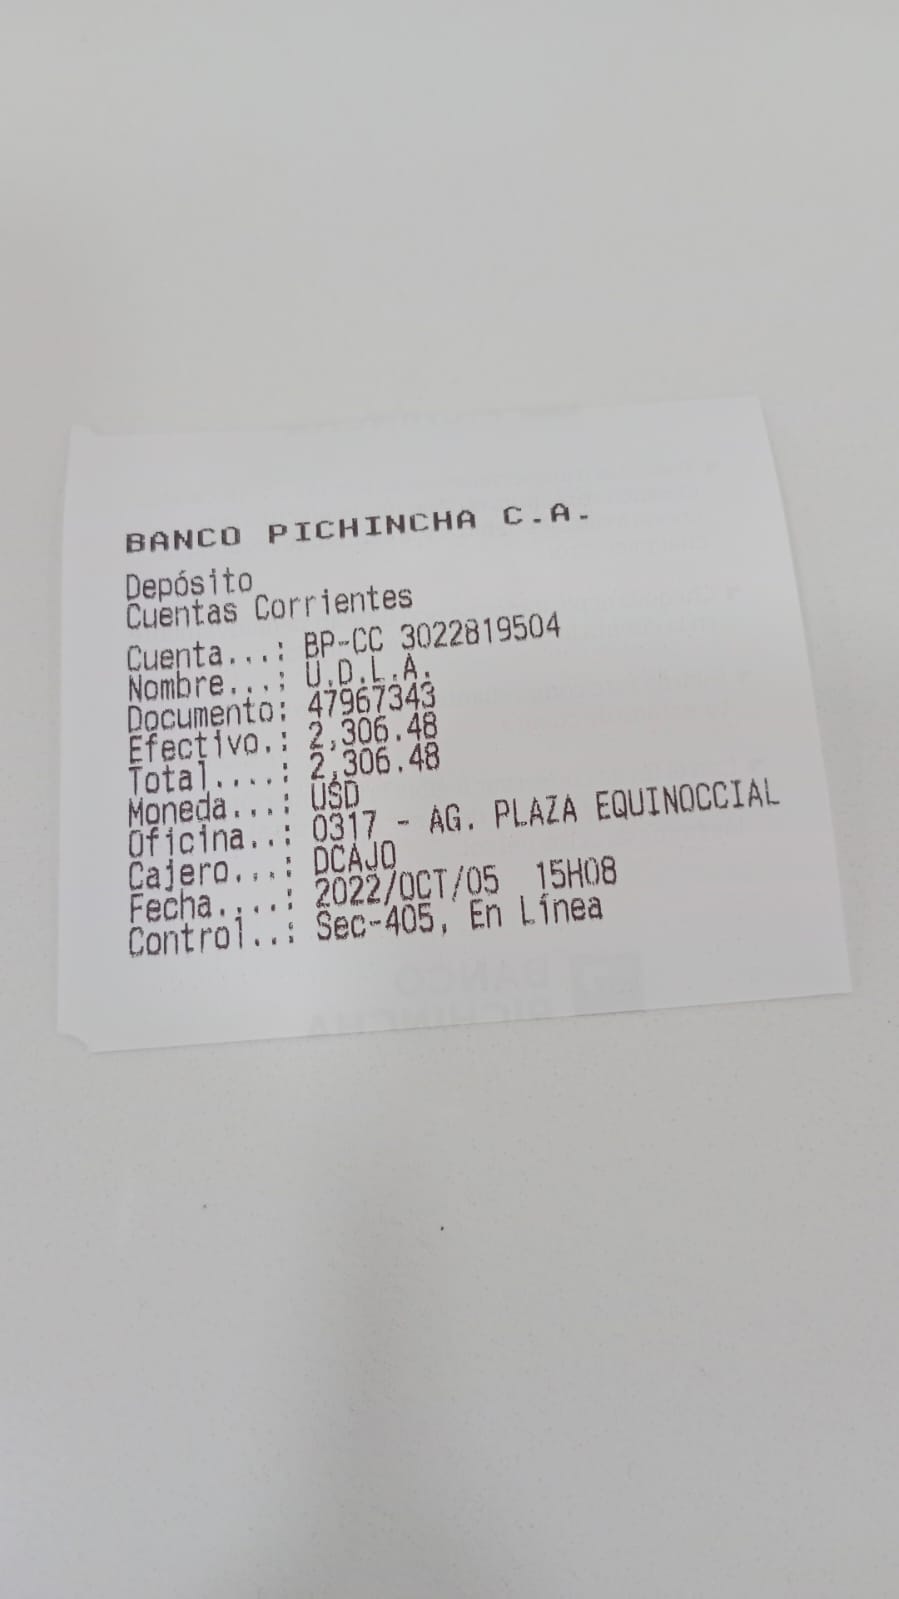 BANCO PICHINCHA C.A.
Depósito
Cuentas Corrientes
Cuenta...: BP-CC 3022819504
Nombre...: U.D.L.A.
Documento: 47967343
Efectivo.: 2,306.48
Total....: 2,306.48
Moneda...: USD
Oficina..: 0317 - AG. PLAZA EQUINOCCIAL
Cajero...: DCAJO
Fecha....: 2022/OCT/05 15H08
Control..: Sec-405, En Línea
BANCO
PICHINCHA